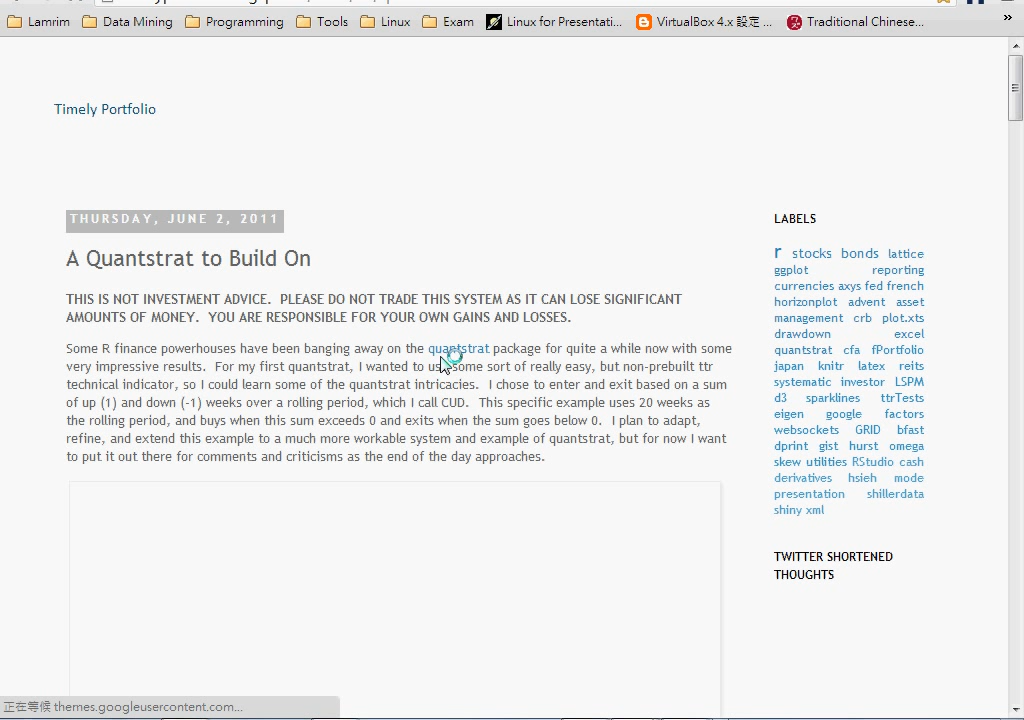 Lamrim Data Mining Programming Tools Linux Exam Linux for Presentati... VirtualBox 4.x 設定 ... Traditional Chinese... »
Timely Portfolio
THURSDAY, JUNE 2, 2011
A Quantstrat to Build On
THIS IS NOT INVESTMENT ADVICE. PLEASE DO NOT TRADE THIS SYSTEM AS IT CAN LOSE SIGNIFICANT
AMOUNTS OF MONEY. YOU ARE RESPONSIBLE FOR YOUR OWN GAINS AND LOSSES.
Some R finance powerhouses have been banging away on the quantstrat package for quite a while now with some
very impressive results. For my first quantstrat, I wanted to use some sort of really easy, but non-prebuilt ttr
technical indicator, so I could learn some of the quantstrat intricacies. I chose to enter and exit based on a sum
of up (1) and down (-1) weeks over a rolling period, which I call CUD. This specific example uses 20 weeks as
the rolling period, and buys when this sum exceeds 0 and exits when the sum goes below 0. I plan to adapt,
refine, and extend this example to a much more workable system and example of quantstrat, but for now I want
to put it out there for comments and criticisms as the end of the day approaches.
LABELS
r stocks bonds lattice
ggplot reporting
currencies axys fed french
horizonplot advent asset
management crb plot.xts
drawdown excel
quantstrat cfa fPortfolio
japan knitr latex reits
systematic investor LSPM
d3 sparklines ttrTests
eigen google factors
websockets GRID bfast
dprint gist hurst omega
skew utilities RStudio cash
derivatives hsieh mode
presentation shillerdata
shiny xml
TWITTER SHORTENED
THOUGHTS
正在等候 themes.googleusercontent.com...